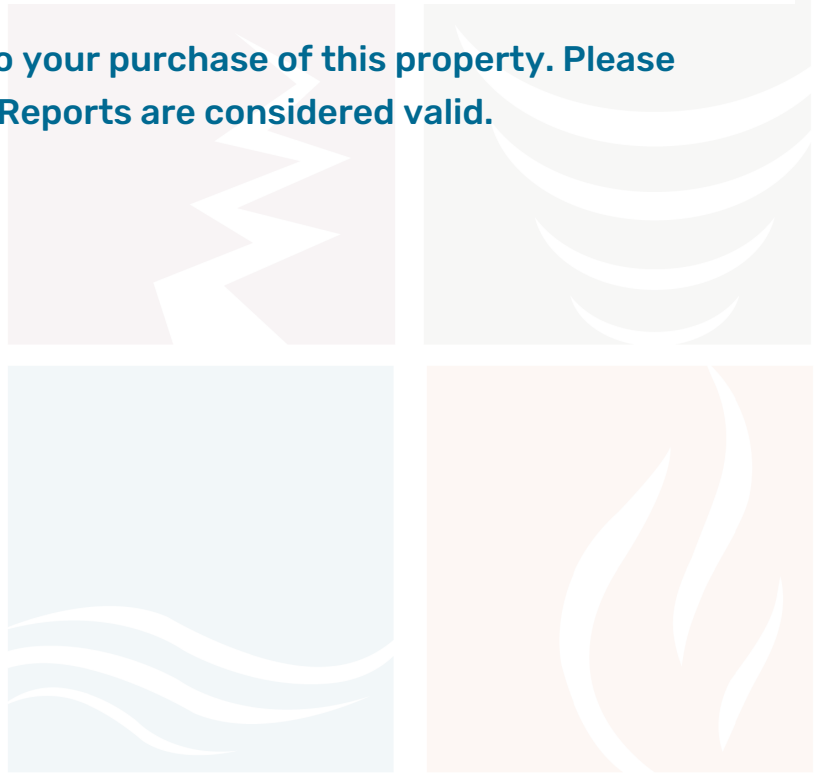 o your purchase of this property. Please
Reports are considered valid.